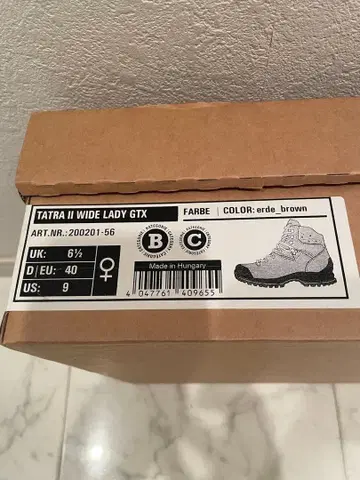 TATRA II WIDE LADY GTX
FARBE | COLOR: erde_brown
ART.NR.: 200201-56
UK: 6½
D | EU: 40
US: 9
B
C
Made in Hungary
4 047761 409655